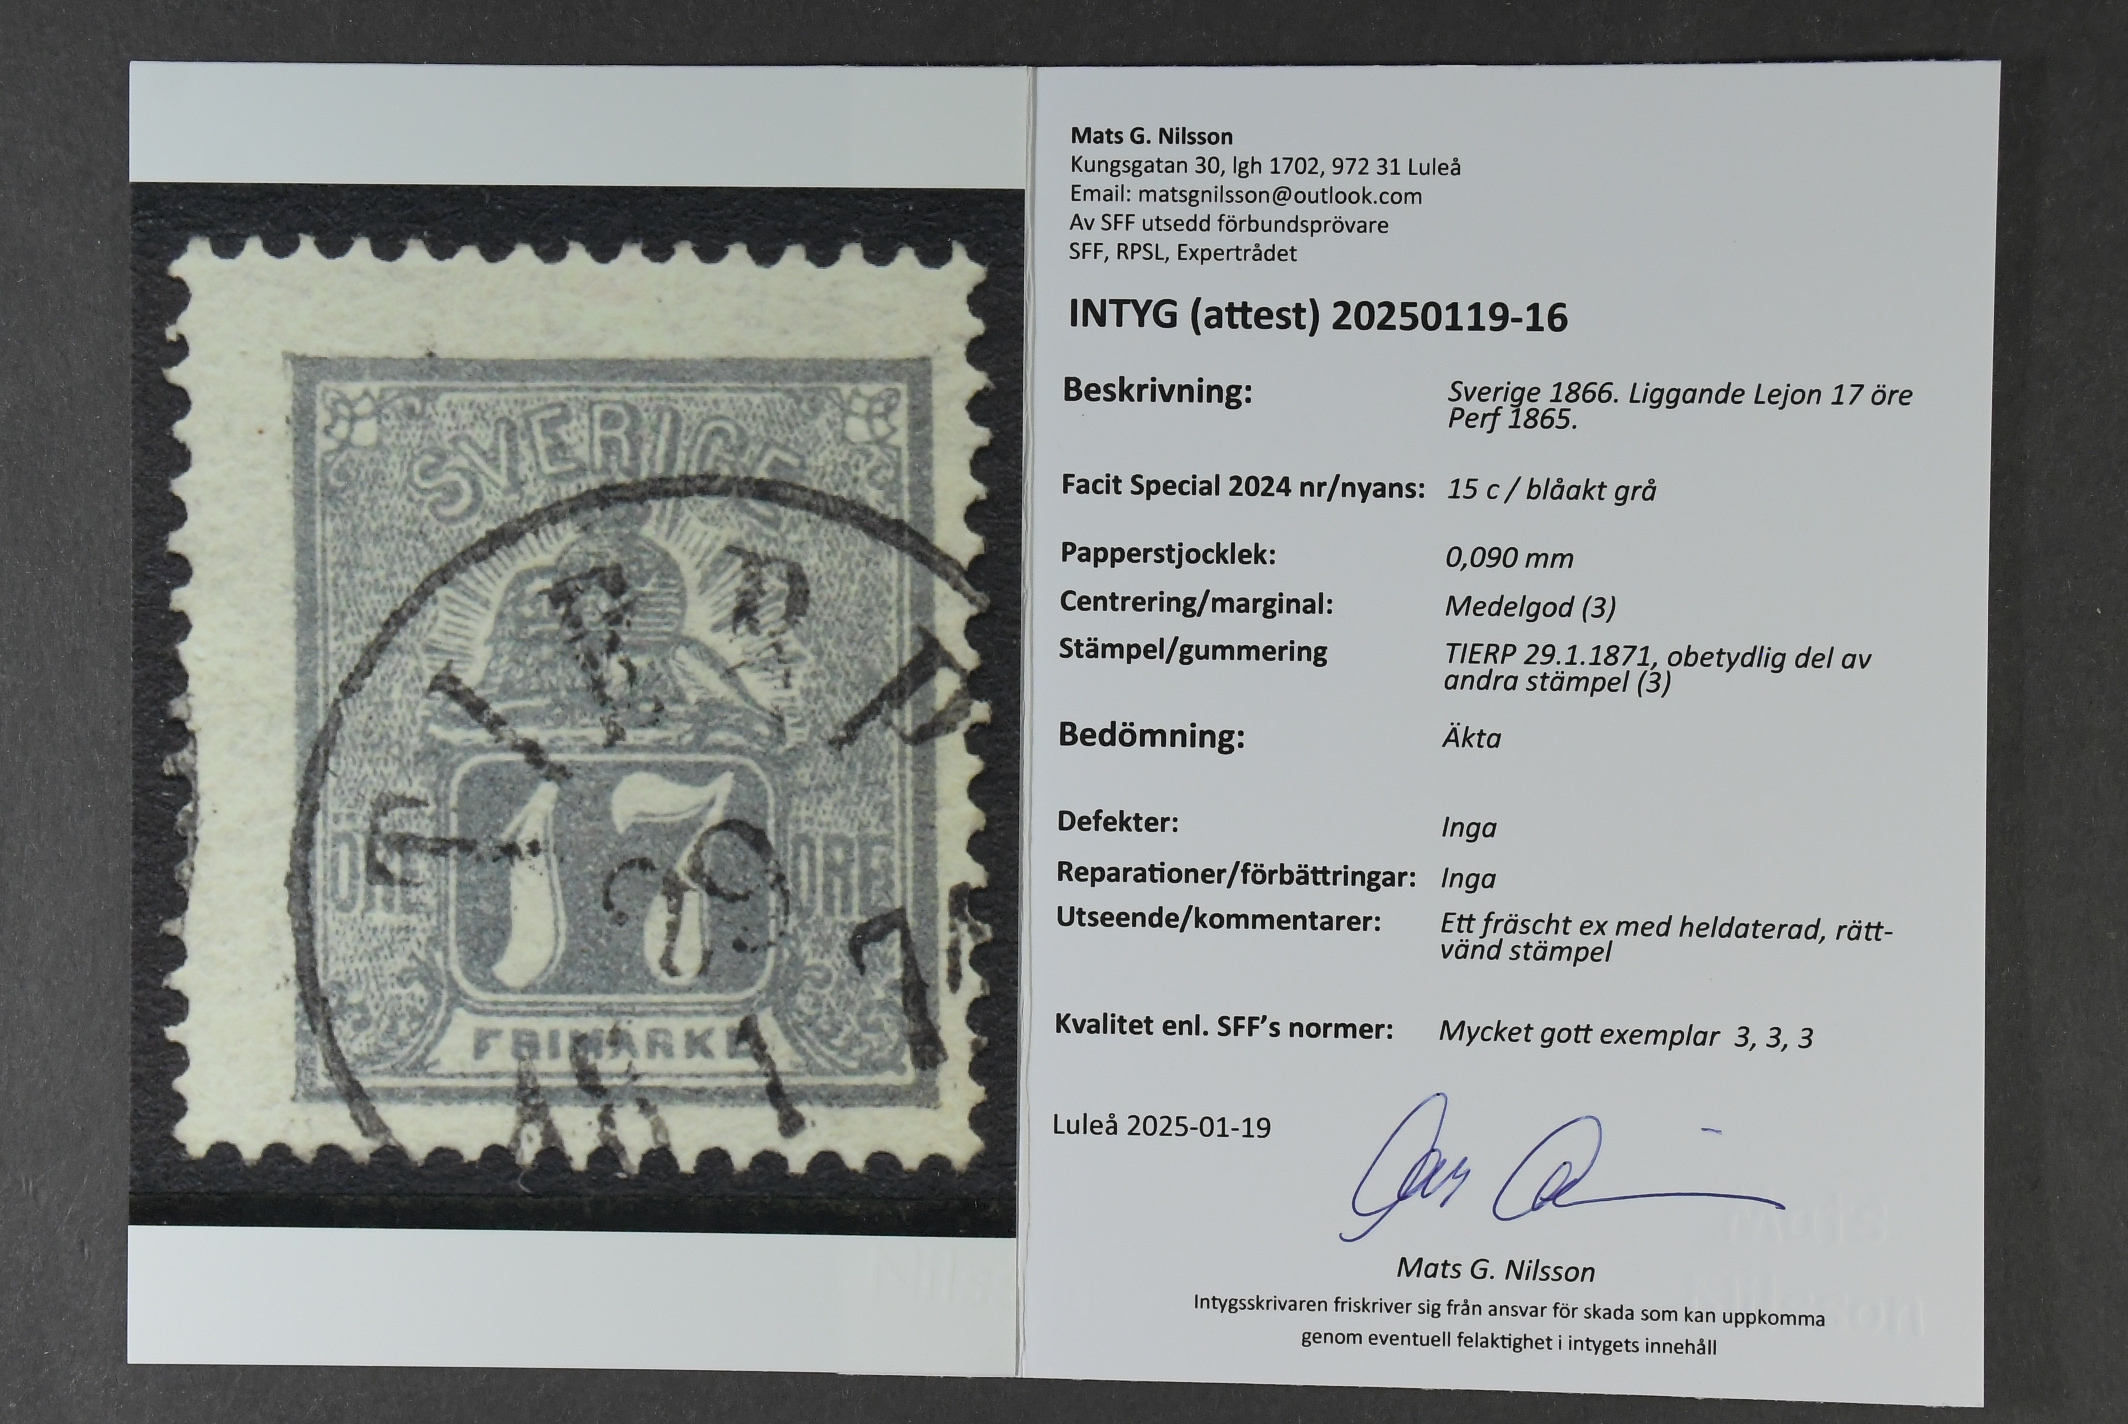 SVERIGE
TIERP
29
1
1871
17
ÖRE
ÖRE
FRIMÄRKE
Mats G. Nilsson
Kungsgatan 30, lgh 1702, 972 31 Luleå
Email: matsgnilsson@outlook.com
Av SFF utsedd förbundsprövare
SFF, RPSL, Expertrådet
INTYG (attest) 20250119-16
Beskrivning: Sverige 1866. Liggande Lejon 17 öre
Perf 1865.
Facit Special 2024 nr/nyans: 15 c / blåakt grå
Papperstjocklek: 0,090 mm
Centrering/marginal: Medelgod (3)
Stämpel/gummering TIERP 29.1.1871, obetydlig del av
andra stämpel (3)
Bedömning: Äkta
Defekter: Inga
Reparationer/förbättringar: Inga
Utseende/kommentarer: Ett fräscht ex med heldaterad, rätt-
vänd stämpel
Kvalitet enl. SFF's normer: Mycket gott exemplar 3, 3, 3
Luleå 2025-01-19
Mats G. Nilsson
Intygsskrivaren friskriver sig från ansvar för skada som kan uppkomma
genom eventuell felaktighet i intygets innehåll